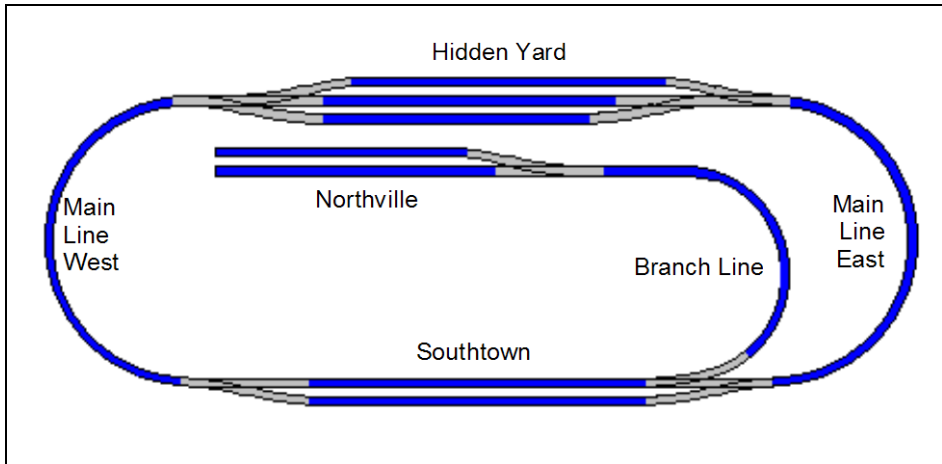 Hidden Yard
Northville
Main
Line
West
Main
Line
East
Branch Line
Southtown